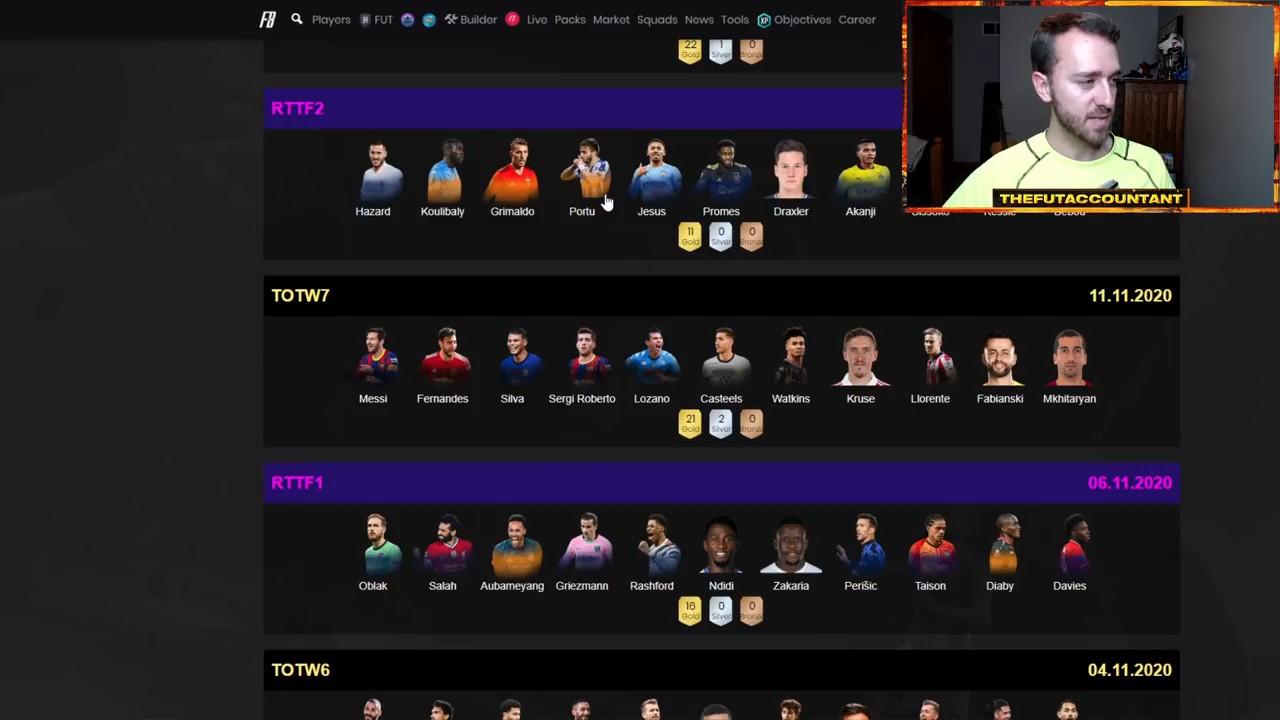 Players FUT Builder Live Packs Market Squads News Tools XP Objectives Career
22 1 0
Gold Silver Bronze
RTTF2
Hazard Koulibaly Grimaldo Portu Jesus Promes Draxler Akanji
11 0 0
Gold Silver Bronze
THEFUTACCOUNTANT
TOTW7 11.11.2020
Messi Fernandes Silva Sergi Roberto Lozano Casteels Watkins Kruse Llorente Fabianski Mkhitaryan
21 2 0
Gold Silver Bronze
RTTF1 06.11.2020
Oblak Salah Aubameyang Griezmann Rashford Ndidi Zakaria Perišić Taison Diaby Davies
16 0 0
Gold Silver Bronze
TOTW6 04.11.2020